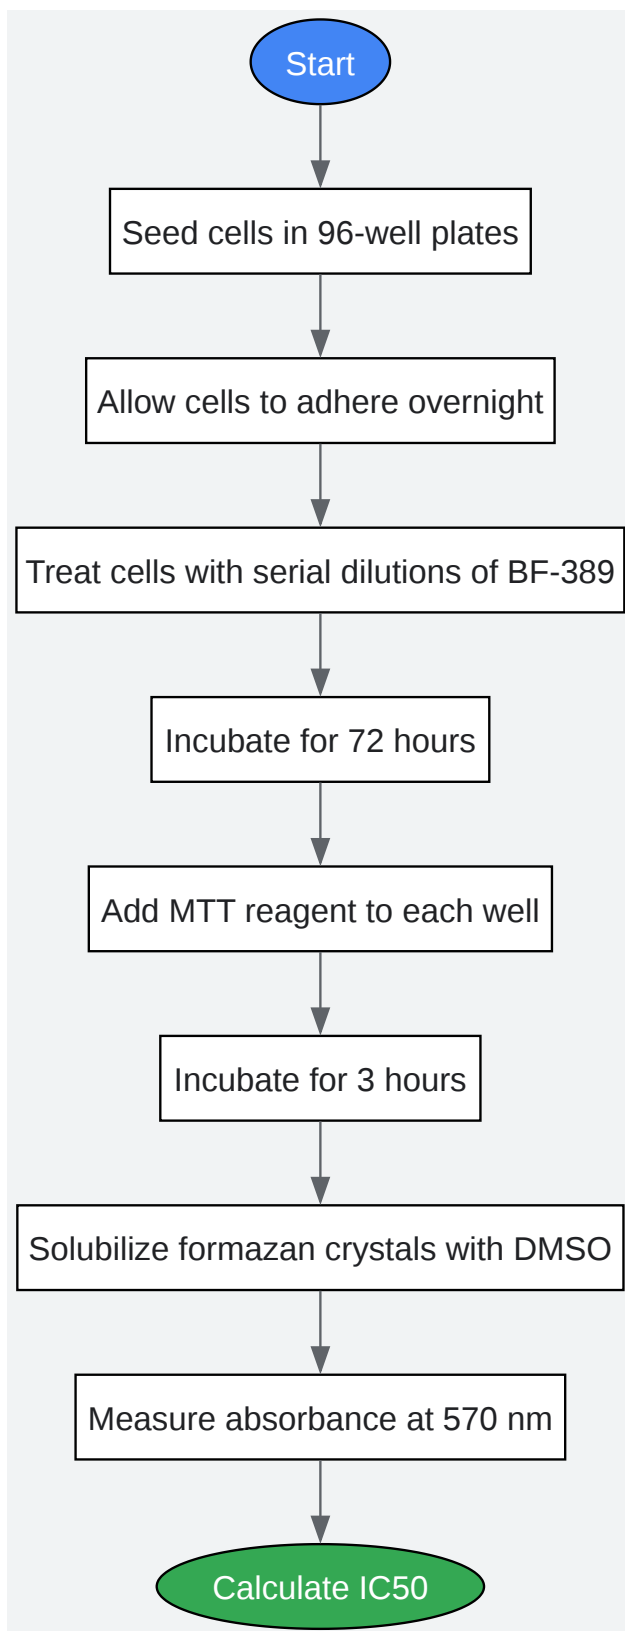 Start
Seed cells in 96-well plates
Allow cells to adhere overnight
Treat cells with serial dilutions of BF-389
Incubate for 72 hours
Add MTT reagent to each well
Incubate for 3 hours
Solubilize formazan crystals with DMSO
Measure absorbance at 570 nm
Calculate IC50